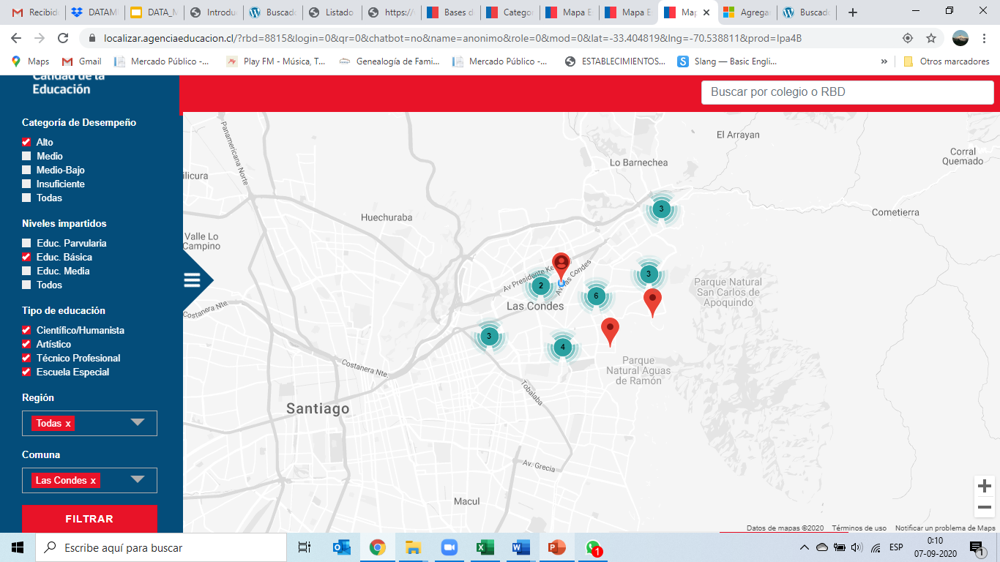 Recibid
DATAME
DATA_M
Introdu
Buscado
Listado
https://
Bases d
Categor
Mapa E
Mapa E
Map
Agrega
Buscado
localizar.agenciaeducacion.cl/?rbd=8815&login=0&qr=0&chatbot=no&name=anonimo&role=0&mod=0&lat=-33.404819&lng=-70.538811&prod=lpa4B
Maps
Gmail
Mercado Público -...
Play FM - Música, T...
Genealogía de Fami...
Mercado Público -...
ESTABLECIMIENTOS...
Slang — Basic Engli...
»
Otros marcadores
Calidad de la
Educación
Buscar por colegio o RBD
Categoría de Desempeño
Alto
Medio
Medio-Bajo
Insuficiente
Todas
Niveles impartidos
Educ. Parvularia
Educ. Básica
Educ. Media
Todos
Tipo de educación
Científico/Humanista
Artístico
Técnico Profesional
Escuela Especial
Región
Todas x
Comuna
Las Condes x
FILTRAR
Panamericana Norte
ilicura
El Arrayan
Corral
Quemado
Lo Barnechea
3
Cometierra
Huechuraba
Valle Lo
Campino
Av Presidente Ke
Av. Las Condes
3
2
6
Parque Natural
San Carlos de
Apoquindo
Las Condes
Costanera Nte.
3
4
Parque
Natural Aguas
de Ramón
Costanera Nte.
Tobalaba
Santiago
Av. Grecia
Macul
Datos de mapas ©2020
Términos de uso
Notificar un problema de Maps
Escribe aquí para buscar
1
ESP
0:10
07-09-2020
1